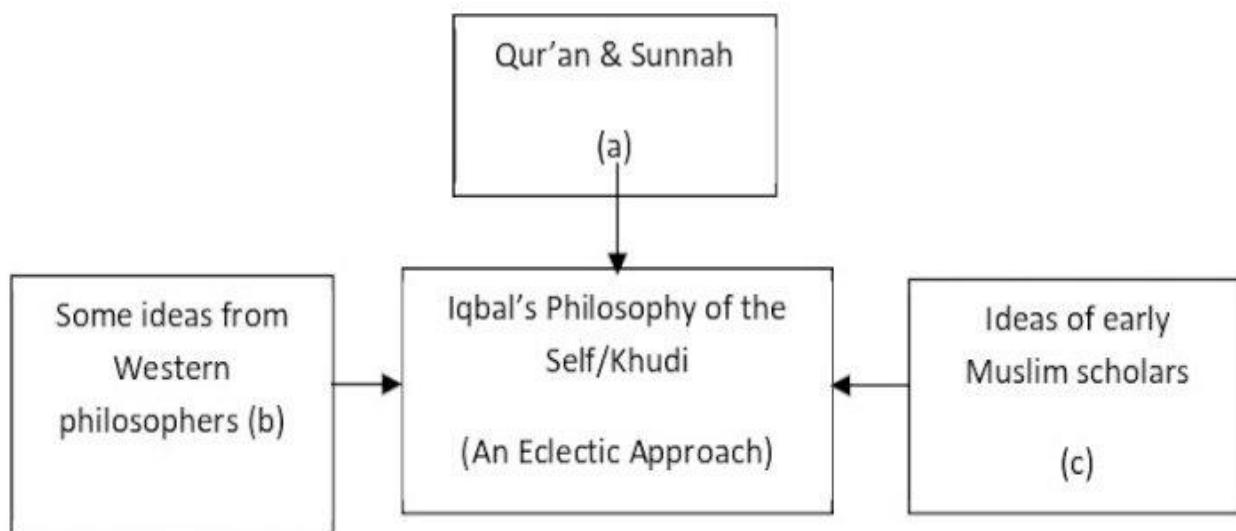 Qur’an & Sunnah
(a)
Some ideas from
Western
philosophers (b)
Iqbal’s Philosophy of the
Self/Khudi
(An Eclectic Approach)
Ideas of early
Muslim scholars
(c)